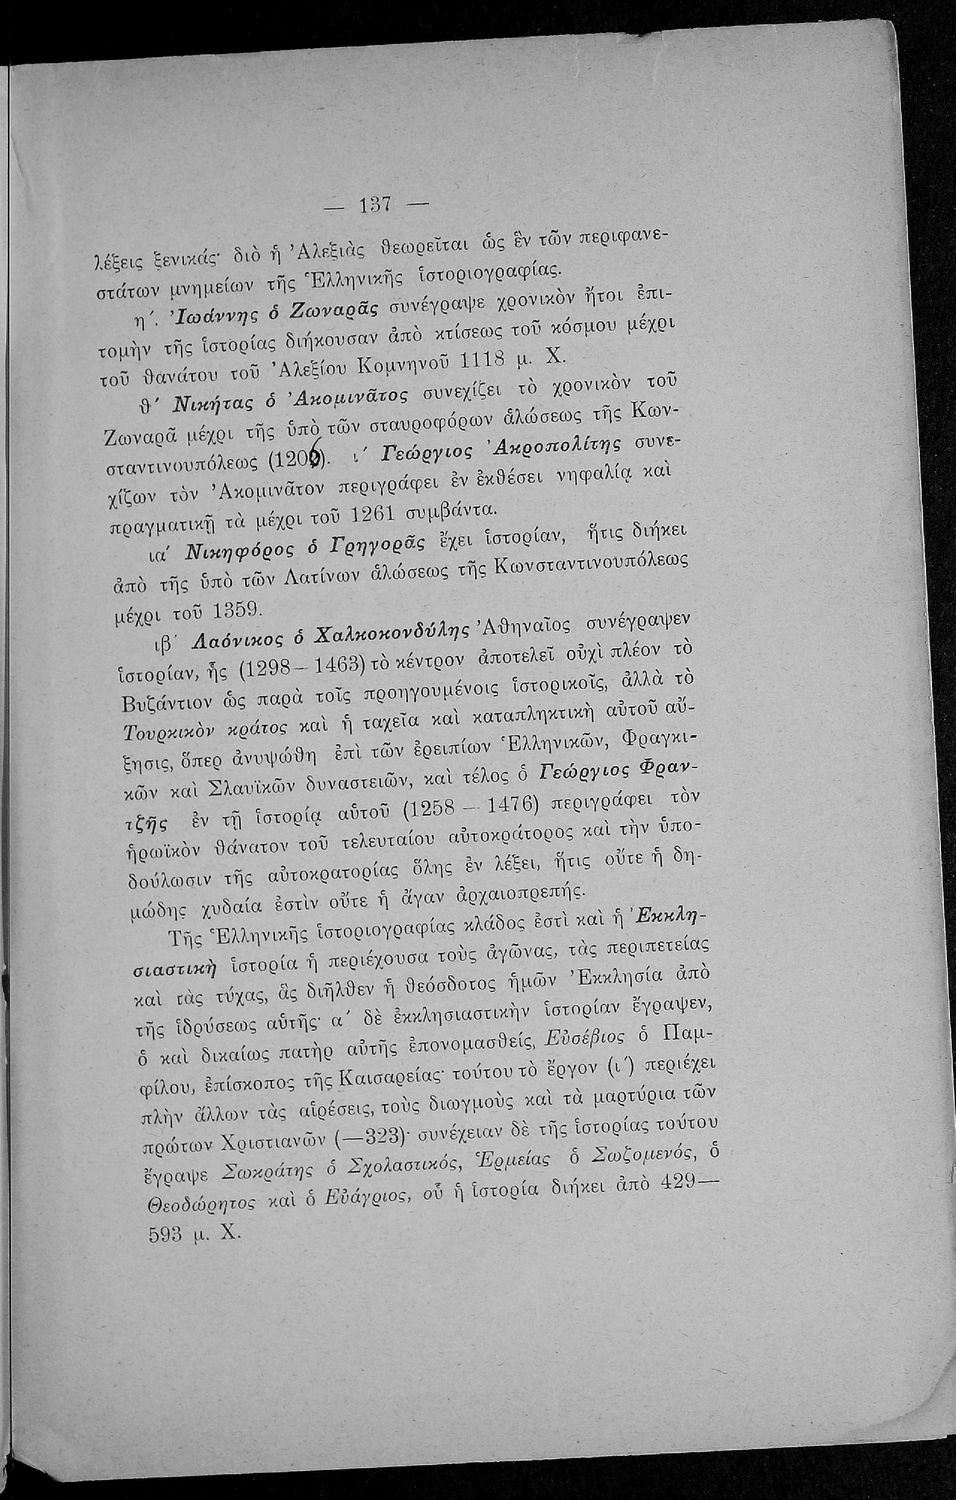 — 137 —
λέξεις ξενικάς· διὸ ἡ Ἀλεξιὰς θεωρεῖται ὡς ἓν τῶν περιφανε-
στάτων μνημείων τῆς Ἑλληνικῆς ἱστοριογραφίας.
η΄. Ἰωάννης ὁ Ζωναρᾶς συνέγραψε χρονικὸν ἤτοι ἐπι-
τομὴν τῆς ἱστορίας διήκουσαν ἀπὸ κτίσεως τοῦ κόσμου μέχρι
τοῦ θανάτου τοῦ Ἀλεξίου Κομνηνοῦ 1118 μ. Χ.
θ΄ Νικήτας ὁ Ἀκομινᾶτος συνεχίζει τὸ χρονικὸν τοῦ
Ζωναρᾶ μέχρι τῆς ὑπὸ τῶν σταυροφόρων ἁλώσεως τῆς Κων-
σταντινουπόλεως (1206). ι΄ Γεώργιος Ἀκροπολίτης συνε-
χίζων τὸν Ἀκομινᾶτον περιγράφει ἐν ἐκθέσει νηφαλίᾳ καὶ
πραγματικῇ τὰ μέχρι τοῦ 1261 συμβάντα.
ια΄ Νικηφόρος ὁ Γρηγορᾶς ἔχει ἱστορίαν, ἥτις διήκει
ἀπὸ τῆς ὑπὸ τῶν Λατίνων ἁλώσεως τῆς Κωνσταντινουπόλεως
μέχρι τοῦ 1359.
ιβ΄ Λαόνικος ὁ Χαλκοκονδύλης Ἀθηναῖος συνέγραψεν
ἱστορίαν, ἧς (1298 – 1463) τὸ κέντρον ἀποτελεῖ οὐχὶ πλέον τὸ
Βυζάντιον ὡς παρὰ τοῖς προηγουμένοις ἱστορικοῖς, ἀλλὰ τὸ
Τουρκικὸν κράτος καὶ ἡ ταχεῖα καὶ καταπληκτικὴ αὐτοῦ αὔ-
ξησις, ὅπερ ἀνυψώθη ἐπὶ τῶν ἐρειπίων Ἑλληνικῶν, Φραγκι-
κῶν καὶ Σλαυϊκῶν δυναστειῶν, καὶ τέλος ὁ Γεώργιος Φραν-
τζῆς ἐν τῇ ἱστορίᾳ αὑτοῦ (1258 — 1476) περιγράφει τὸν
ἡρωϊκὸν θάνατον τοῦ τελευταίου αὐτοκράτορος καὶ τὴν ὑπο-
δούλωσιν τῆς αὐτοκρατορίας ὅλης ἐν λέξει, ἥτις οὔτε ἡ δη-
μώδης χυδαία ἐστὶν οὔτε ἡ ἄγαν ἀρχαιοπρεπής.
Τῆς Ἑλληνικῆς ἱστοριογραφίας κλάδος ἐστὶ καὶ ἡ Ἐκκλη-
σιαστικὴ ἱστορία ἡ περιέχουσα τοὺς ἀγῶνας, τὰς περιπετείας
καὶ τὰς τύχας, ἃς διῆλθεν ἡ θεόσδοτος ἡμῶν Ἐκκλησία ἀπὸ
τῆς ἱδρύσεως αὑτῆς· α΄ δὲ ἐκκλησιαστικὴν ἱστορίαν ἔγραψεν,
ὁ καὶ δικαίως πατὴρ αὐτῆς ἐπονομασθείς, Εὐσέβιος ὁ Παμ-
φίλου, ἐπίσκοπος τῆς Καισαρείας· τούτου τὸ ἔργον (ι΄) περιέχει
πλὴν ἄλλων τὰς αἱρέσεις, τοὺς διωγμοὺς καὶ τὰ μαρτύρια τῶν
πρώτων Χριστιανῶν (—323)· συνέχειαν δὲ τῆς ἱστορίας τούτου
ἔγραψε Σωκράτης ὁ Σχολαστικός, Ἑρμείας ὁ Σωζομενός, ὁ
Θεοδώρητος καὶ ὁ Εὐάγριος, οὗ ἡ ἱστορία διήκει ἀπὸ 429—
593 μ. Χ.